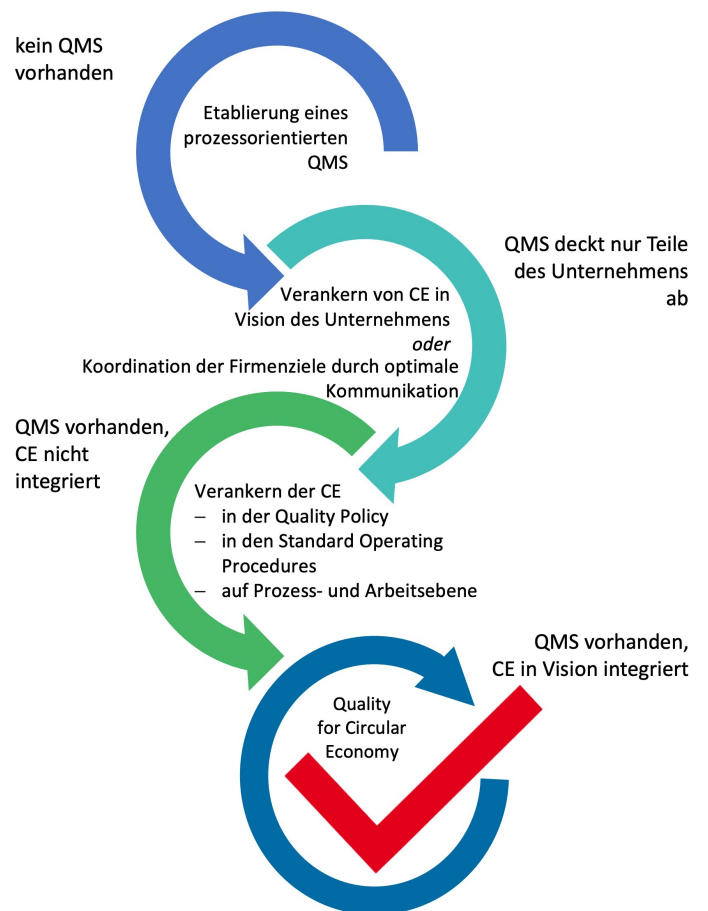 kein QMS
vorhanden
Etablierung eines
prozessorientierten
QMS
QMS deckt nur Teile
des Unternehmens
ab
Verankern von CE in
Vision des Unternehmens
oder
Koordination der Firmenziele durch optimale
Kommunikation
QMS vorhanden,
CE nicht
integriert
Verankern der CE
– in der Quality Policy
– in den Standard Operating
Procedures
– auf Prozess- und Arbeitsebene
QMS vorhanden,
CE in Vision integriert
Quality
for Circular
Economy